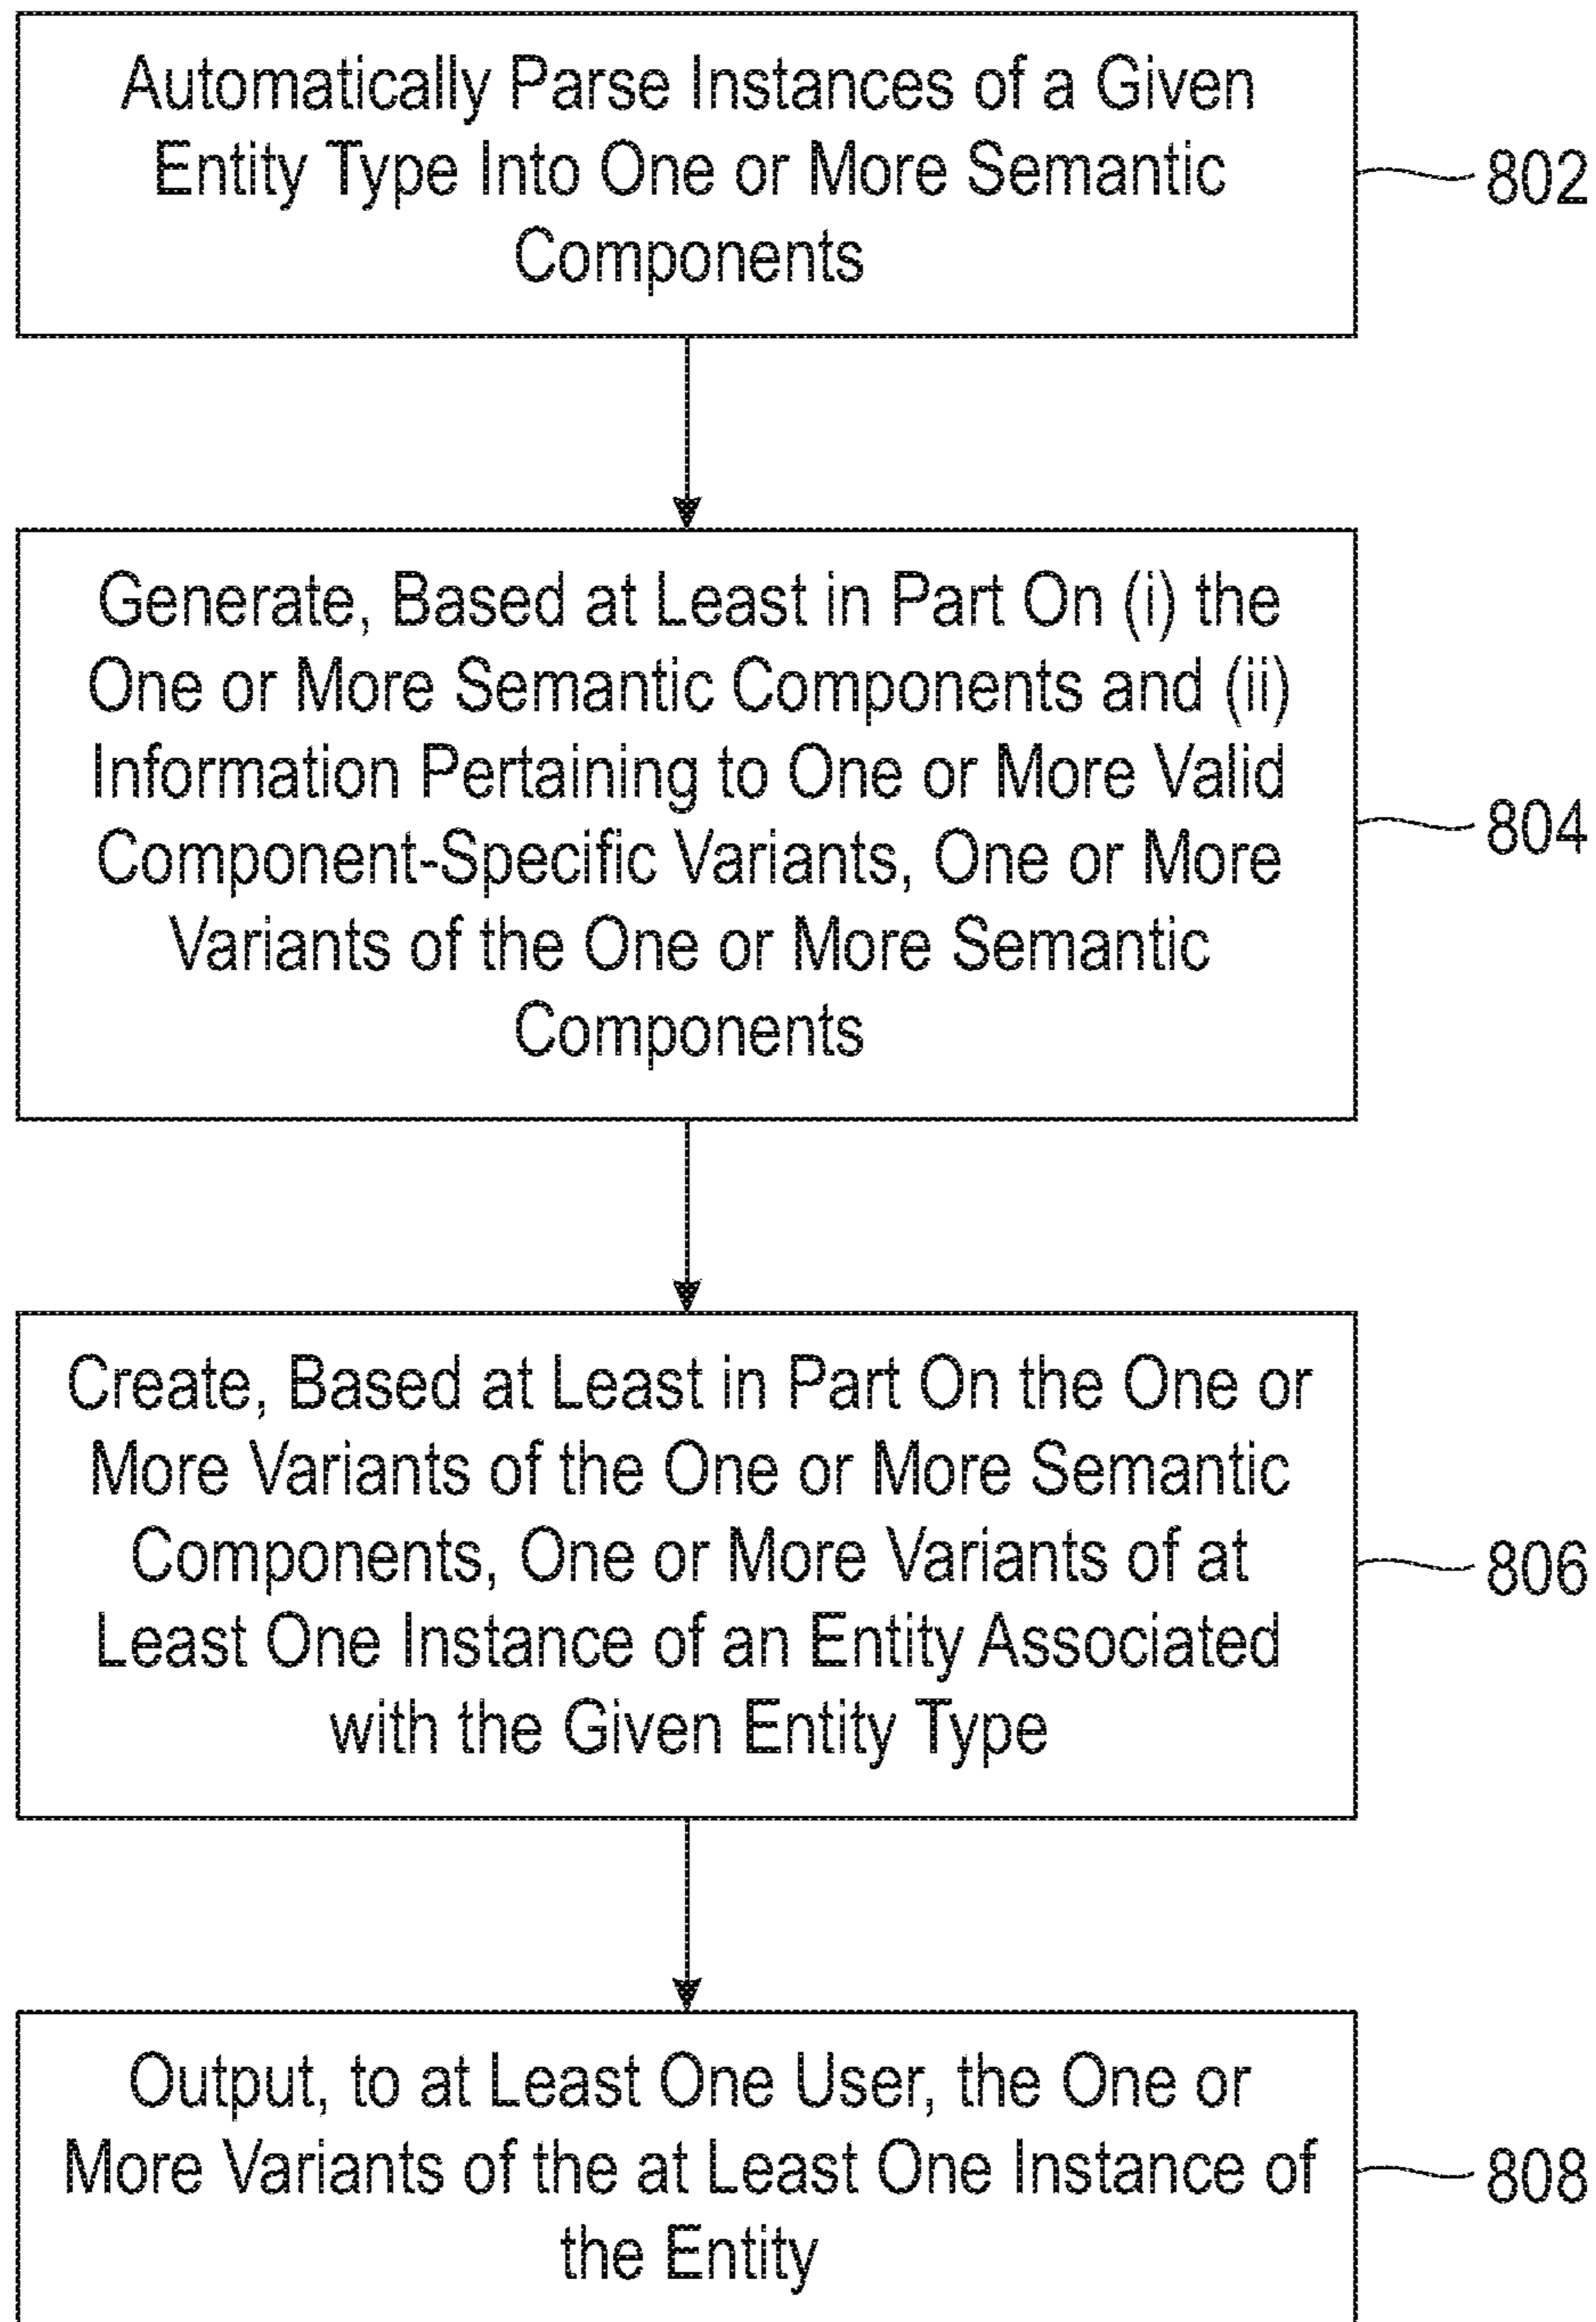 Automatically Parse Instances of a Given
Entity Type Into One or More Semantic
Components
802
Generate, Based at Least in Part On (i) the
One or More Semantic Components and (ii)
Information Pertaining to One or More Valid
Component-Specific Variants, One or More
Variants of the One or More Semantic
Components
804
Create, Based at Least in Part On the One or
More Variants of the One or More Semantic
Components, One or More Variants of at
Least One Instance of an Entity Associated
with the Given Entity Type
806
Output, to at Least One User, the One or
More Variants of the at Least One Instance of
the Entity
808